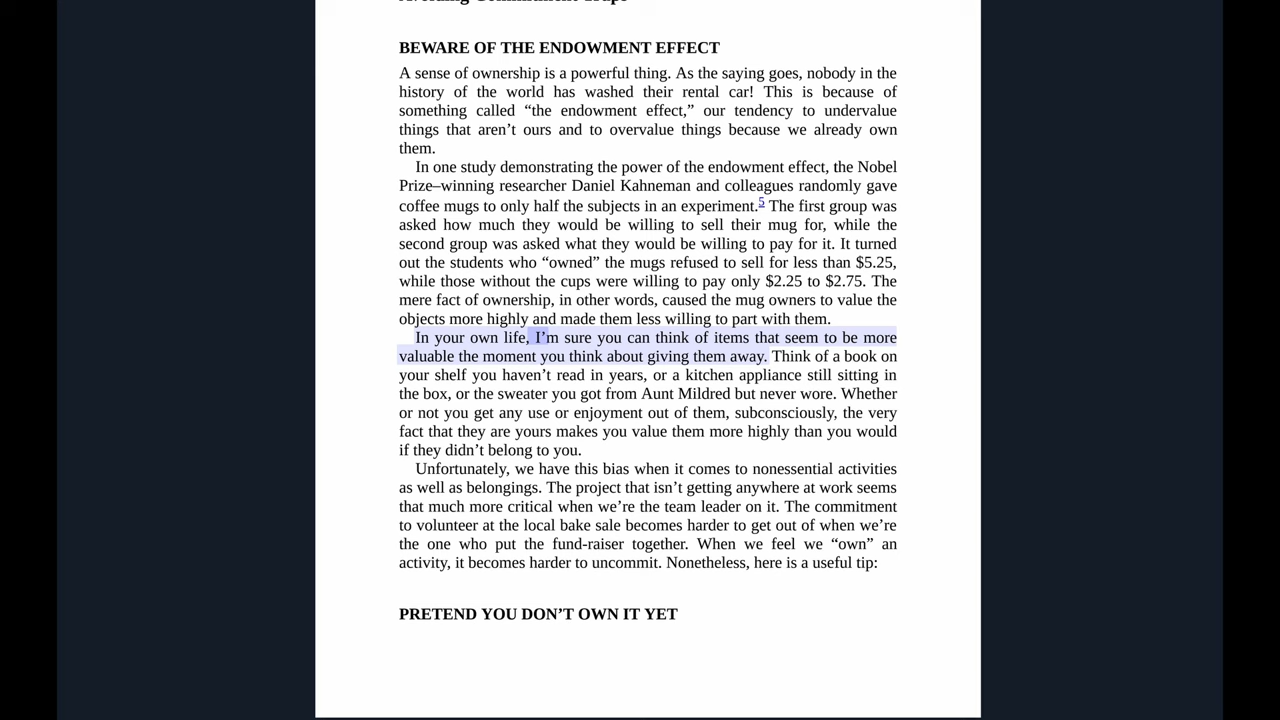 Avoiding Commitment Traps
BEWARE OF THE ENDOWMENT EFFECT
A sense of ownership is a powerful thing. As the saying goes, nobody in the
history of the world has washed their rental car! This is because of
something called “the endowment effect,” our tendency to undervalue
things that aren’t ours and to overvalue things because we already own
them.
In one study demonstrating the power of the endowment effect, the Nobel
Prize–winning researcher Daniel Kahneman and colleagues randomly gave
coffee mugs to only half the subjects in an experiment.5 The first group was
asked how much they would be willing to sell their mug for, while the
second group was asked what they would be willing to pay for it. It turned
out the students who “owned” the mugs refused to sell for less than $5.25,
while those without the cups were willing to pay only $2.25 to $2.75. The
mere fact of ownership, in other words, caused the mug owners to value the
objects more highly and made them less willing to part with them.
In your own life, I’m sure you can think of items that seem to be more
valuable the moment you think about giving them away. Think of a book on
your shelf you haven’t read in years, or a kitchen appliance still sitting in
the box, or the sweater you got from Aunt Mildred but never wore. Whether
or not you get any use or enjoyment out of them, subconsciously, the very
fact that they are yours makes you value them more highly than you would
if they didn’t belong to you.
Unfortunately, we have this bias when it comes to nonessential activities
as well as belongings. The project that isn’t getting anywhere at work seems
that much more critical when we’re the team leader on it. The commitment
to volunteer at the local bake sale becomes harder to get out of when we’re
the one who put the fund-raiser together. When we feel we “own” an
activity, it becomes harder to uncommit. Nonetheless, here is a useful tip:
PRETEND YOU DON’T OWN IT YET